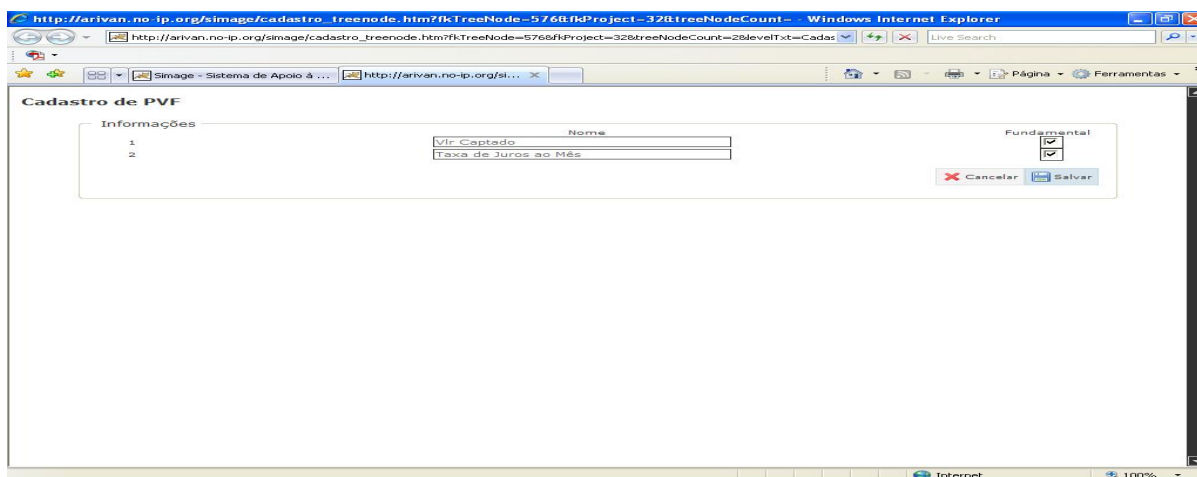 http://arivan.no-ip.org/simage/cadastro_treenode.htm?fkTreeNode=576&fkProject=32&treeNodeCount= - Windows Internet Explorer
http://arivan.no-ip.org/simage/cadastro_treenode.htm?fkTreeNode=576&fkProject=32&treeNodeCount=2&levelTxt=Cadas Live Search
Simage - Sistema de Apoio à ... http://arivan.no-ip.org/si... Página Ferramentas
Cadastro de PVF
Informações
Nome Fundamental
1 Vlr Captado
2 Taxa de Juros ao Mês
Cancelar Salvar
Internet 100%